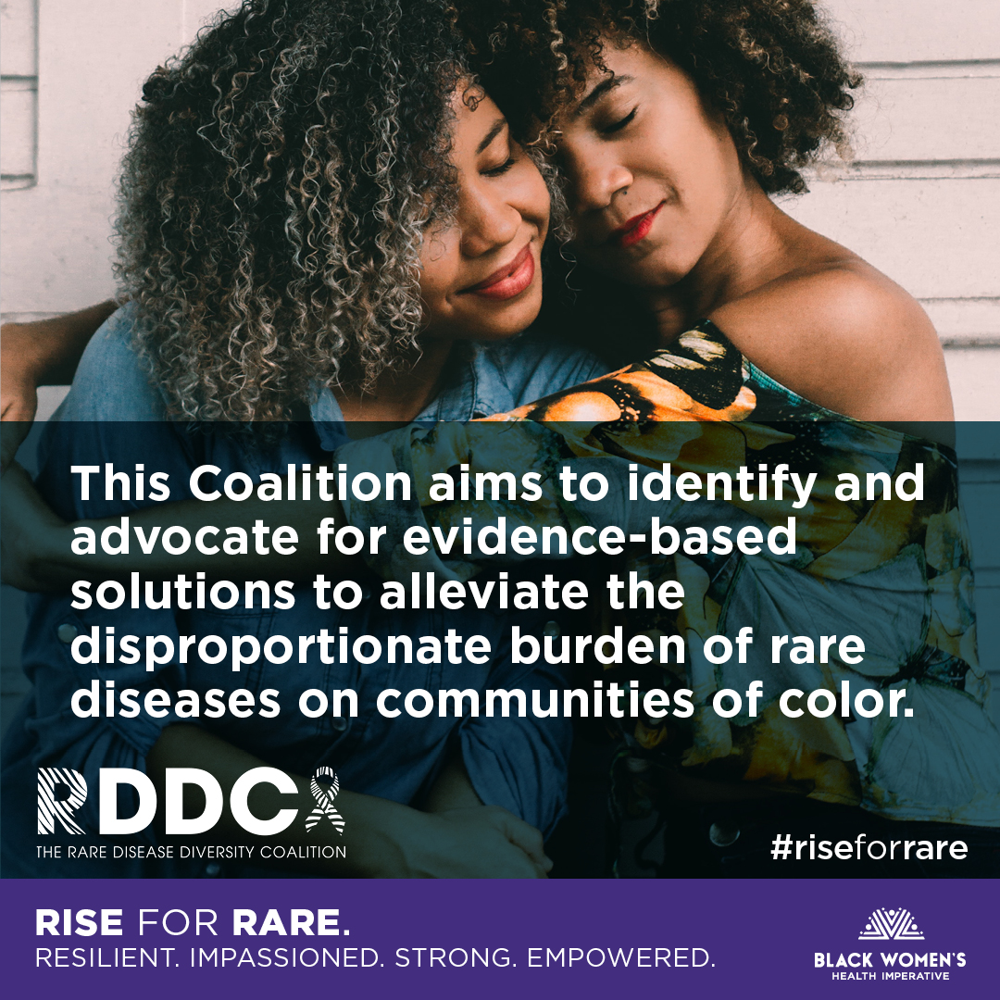 This Coalition aims to identify and
advocate for evidence-based
solutions to alleviate the
disproportionate burden of rare
diseases on communities of color.
RDDC
THE RARE DISEASE DIVERSITY COALITION
#riseforrare
RISE FOR RARE.
RESILIENT. IMPASSIONED. STRONG. EMPOWERED.
BLACK WOMEN'S
HEALTH IMPERATIVE